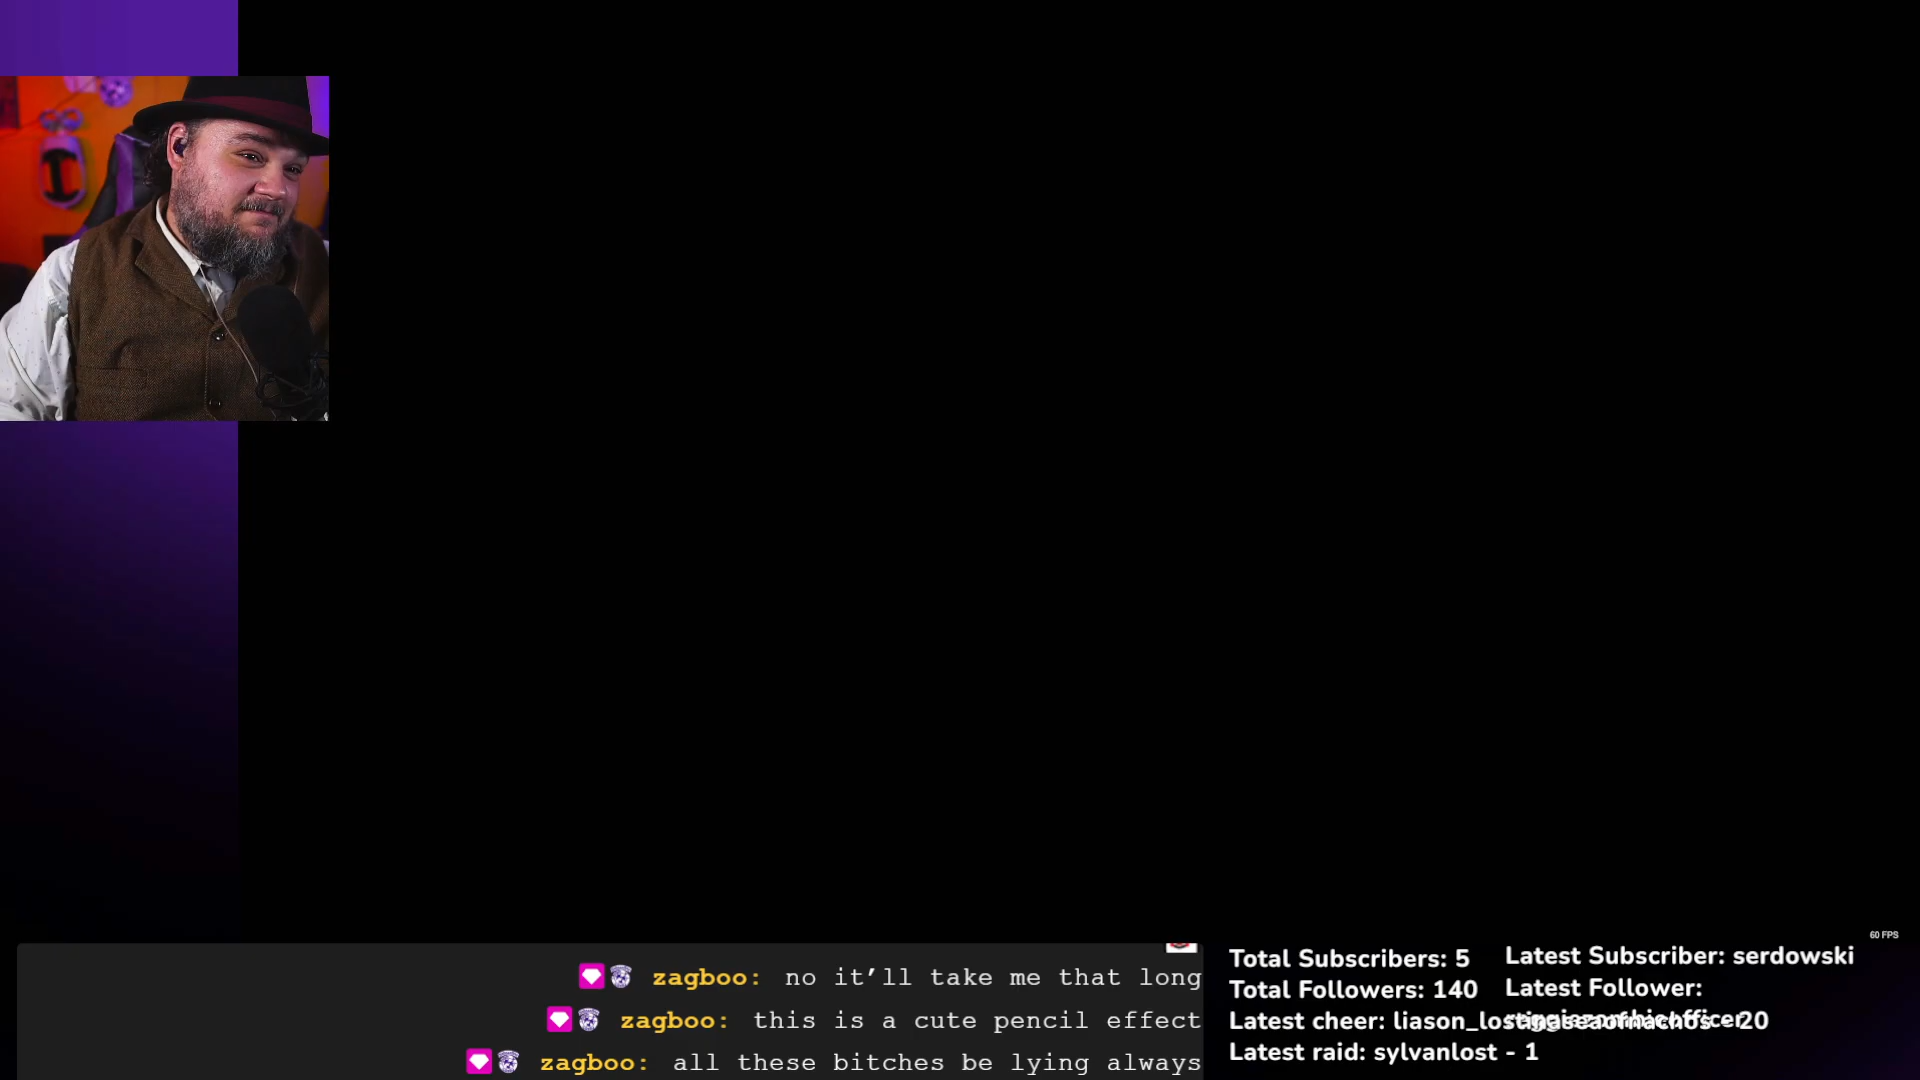 60 FPS
zagboo: no it’ll take me that long
zagboo: this is a cute pencil effect
zagboo: all these bitches be lying always
Total Subscribers: 5
Total Followers: 140
Latest cheer: - 20
Latest raid: sylvanlost - 1
Latest Subscriber: serdowski
Latest Follower: